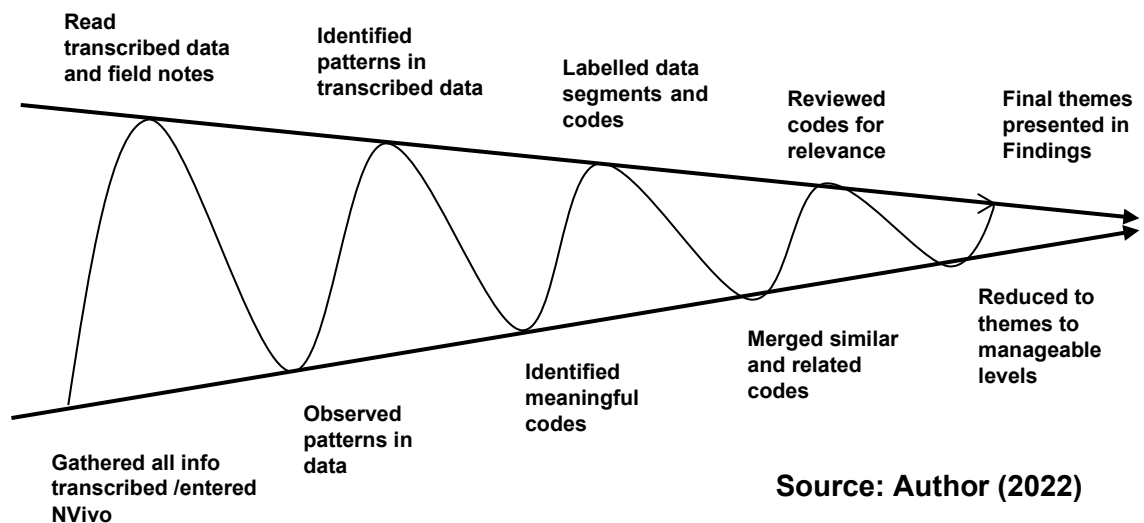 Read
transcribed data
and field notes
Identified
patterns in
transcribed data
Labelled data
segments and
codes
Reviewed
codes for
relevance
Final themes
presented in
Findings
Gathered all info
transcribed /entered
NVivo
Observed
patterns in
data
Identified
meaningful
codes
Merged similar
and related
codes
Reduced to
themes to
manageable
levels
Source: Author (2022)